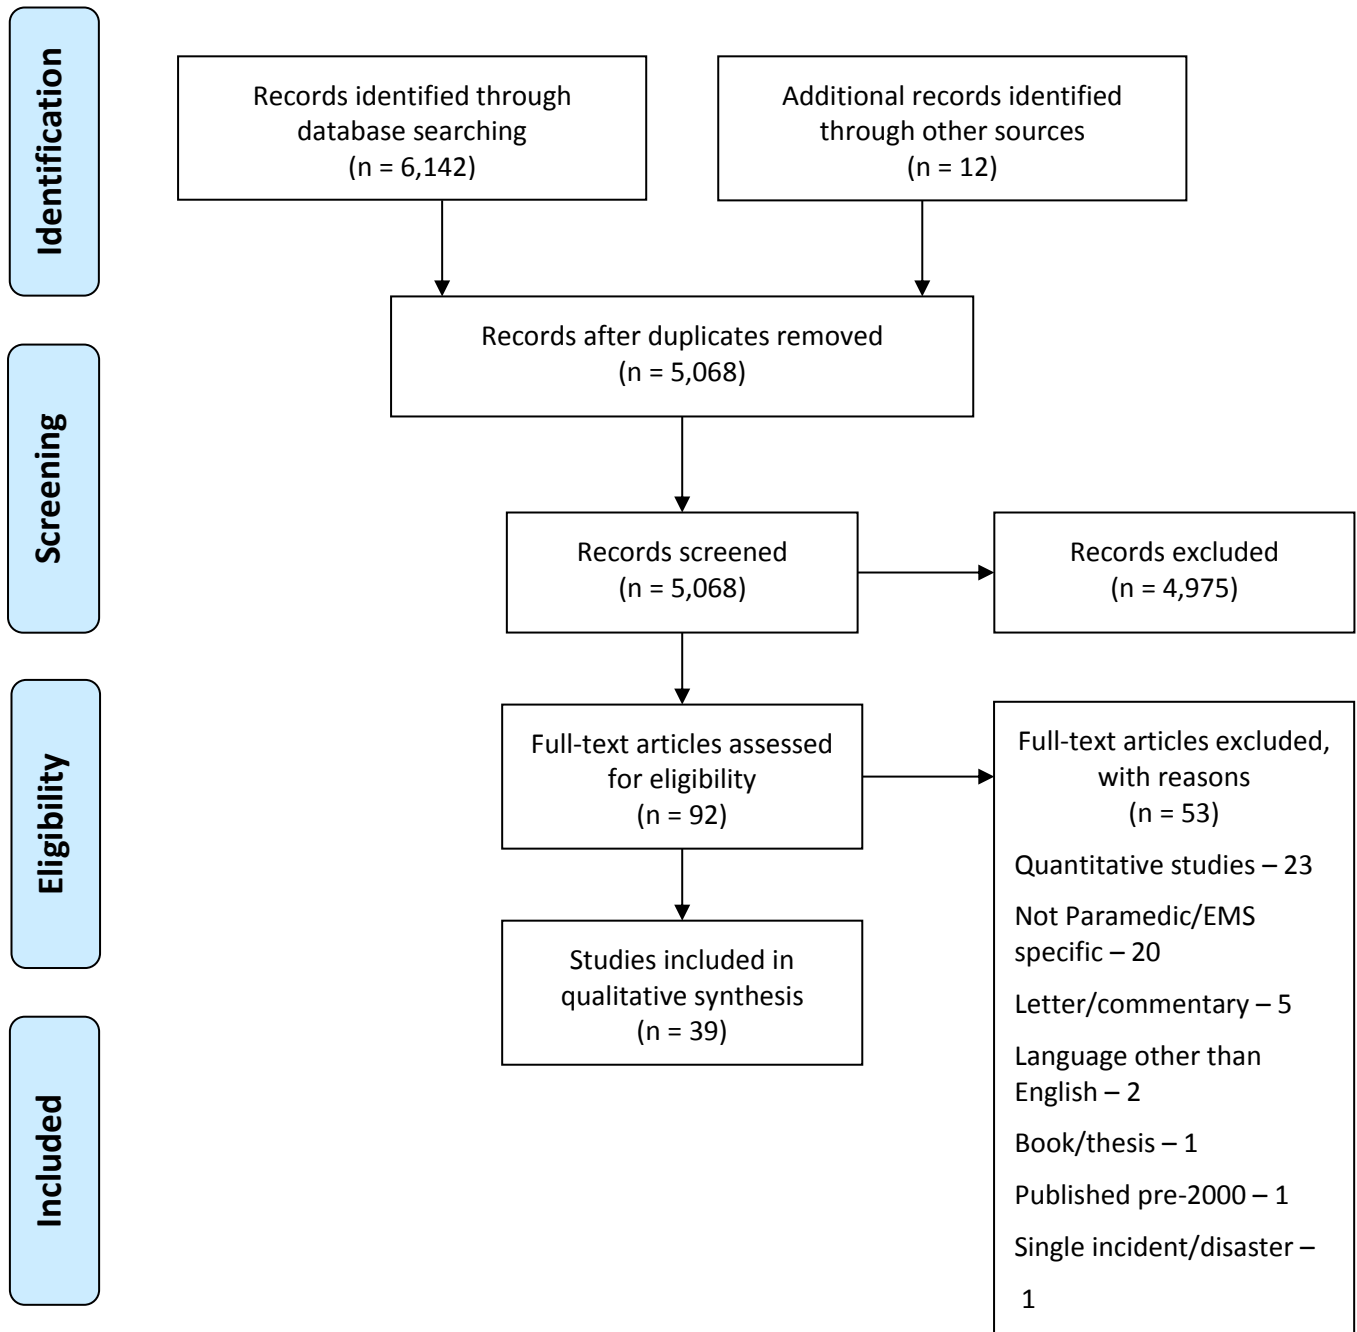 Identification
Records identified through
database searching
(n = 6,142)
Additional records identified
through other sources
(n = 12)
Records after duplicates removed
(n = 5,068)
Screening
Records screened
(n = 5,068)
Records excluded
(n = 4,975)
Eligibility
Full-text articles assessed
for eligibility
(n = 92)
Full-text articles excluded,
with reasons
(n = 53)
Quantitative studies – 23
Not Paramedic/EMS
specific – 20
Letter/commentary – 5
Language other than
English – 2
Book/thesis – 1
Published pre-2000 – 1
Single incident/disaster –
1
Studies included in
qualitative synthesis
(n = 39)
Included